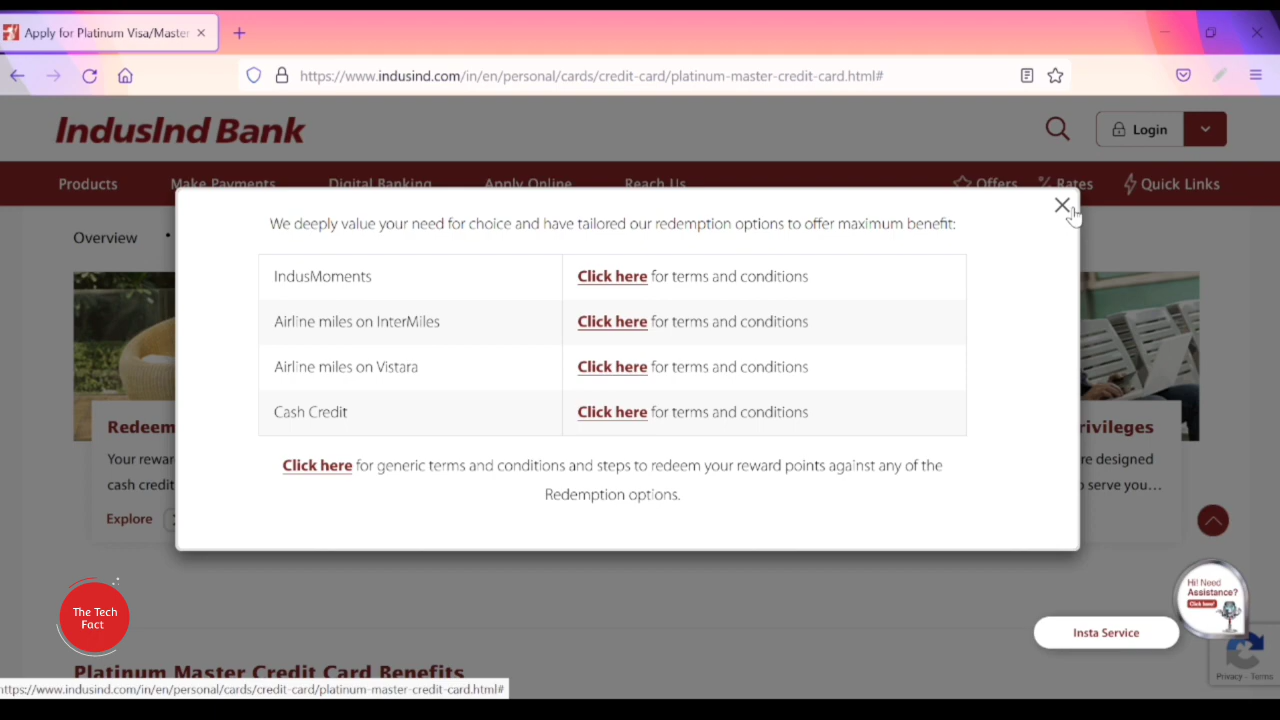 Apply for Platinum Visa/Master
https://www.indusind.com/in/en/personal/cards/credit-card/platinum-master-credit-card.html#
IndusInd Bank
Login
Products Make Payments Digital Banking Apply Online Reach Us Offers Rates Quick Links
Overview
We deeply value your need for choice and have tailored our redemption options to offer maximum benefit:
IndusMoments Click here for terms and conditions
Airline miles on InterMiles Click here for terms and conditions
Airline miles on Vistara Click here for terms and conditions
Cash Credit Click here for terms and conditions
Click here for generic terms and conditions and steps to redeem your reward points against any of the
Redemption options.
Redeem
Your rewar
cash credit
Explore
rivileges
re designed
o serve you...
Hi! Need
Assistance?
Click here!
The Tech
Fact
Insta Service
Privacy - Terms
Platinum Master Credit Card Benefits
https://www.indusind.com/in/en/personal/cards/credit-card/platinum-master-credit-card.html#